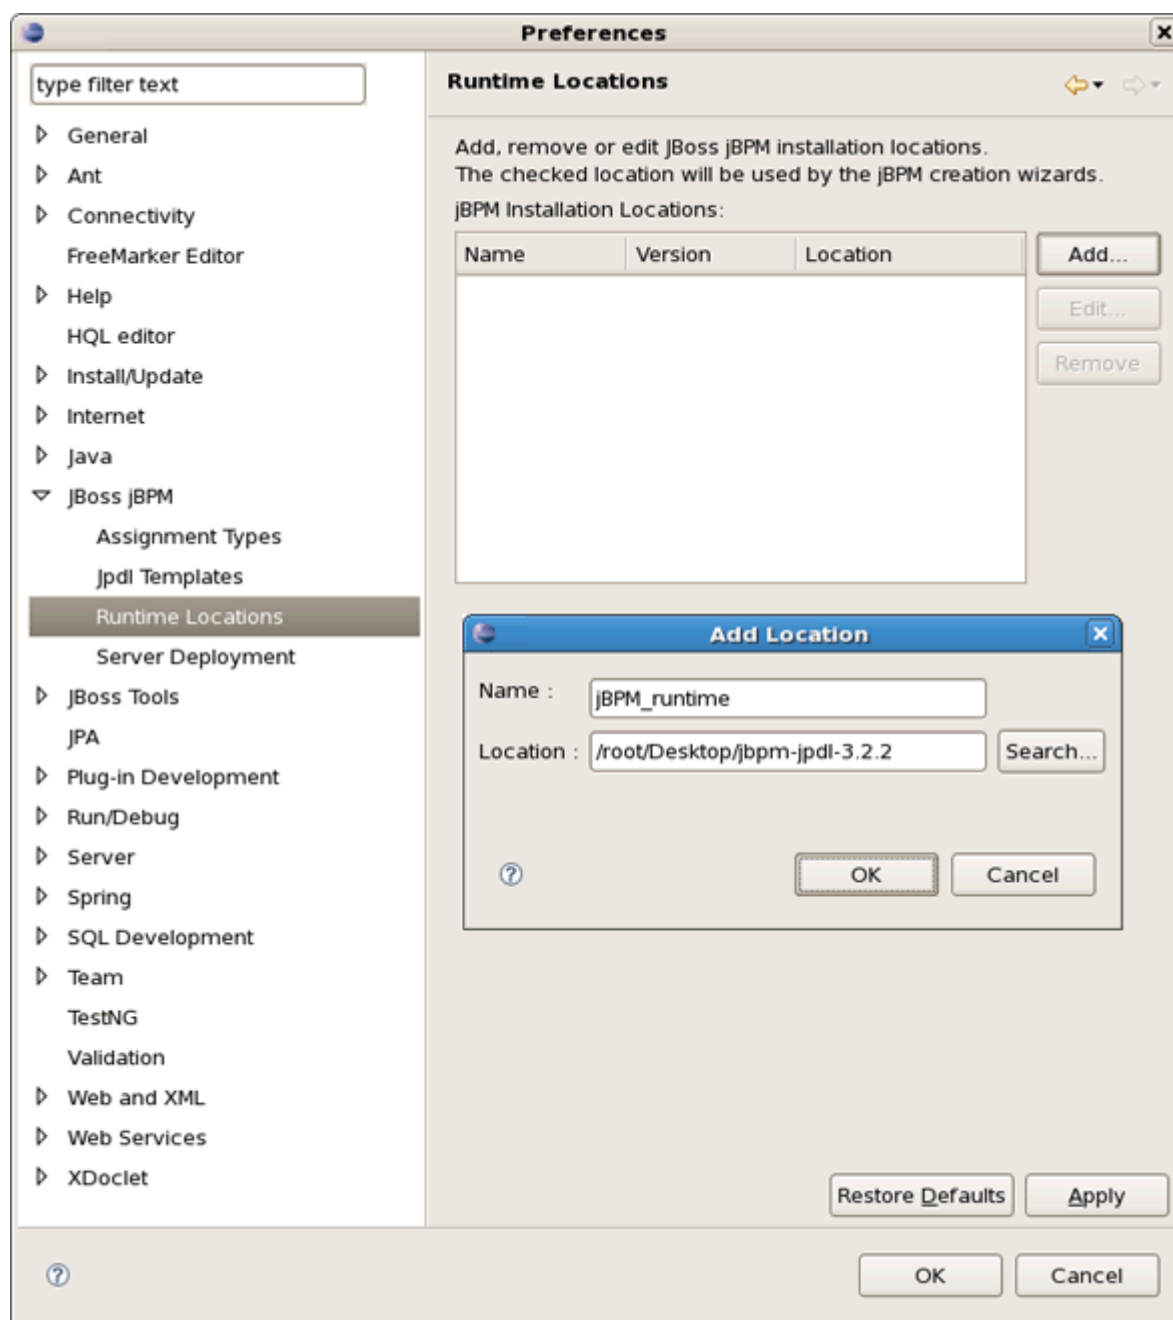 Preferences
type filter text
General
Ant
Connectivity
FreeMarker Editor
Help
HQL editor
Install/Update
Internet
Java
JBoss jBPM
Assignment Types
Jpdl Templates
Runtime Locations
Server Deployment
JBoss Tools
JPA
Plug-in Development
Run/Debug
Server
Spring
SQL Development
Team
TestNG
Validation
Web and XML
Web Services
XDoclet
Runtime Locations
Add, remove or edit JBoss jBPM installation locations.
The checked location will be used by the jBPM creation wizards.
jBPM Installation Locations:
Name Version Location
Add...
Edit...
Remove
Add Location
Name : jBPM_runtime
Location : /root/Desktop/jbpm-jpdl-3.2.2 Search...
? OK Cancel
Restore Defaults Apply
? OK Cancel